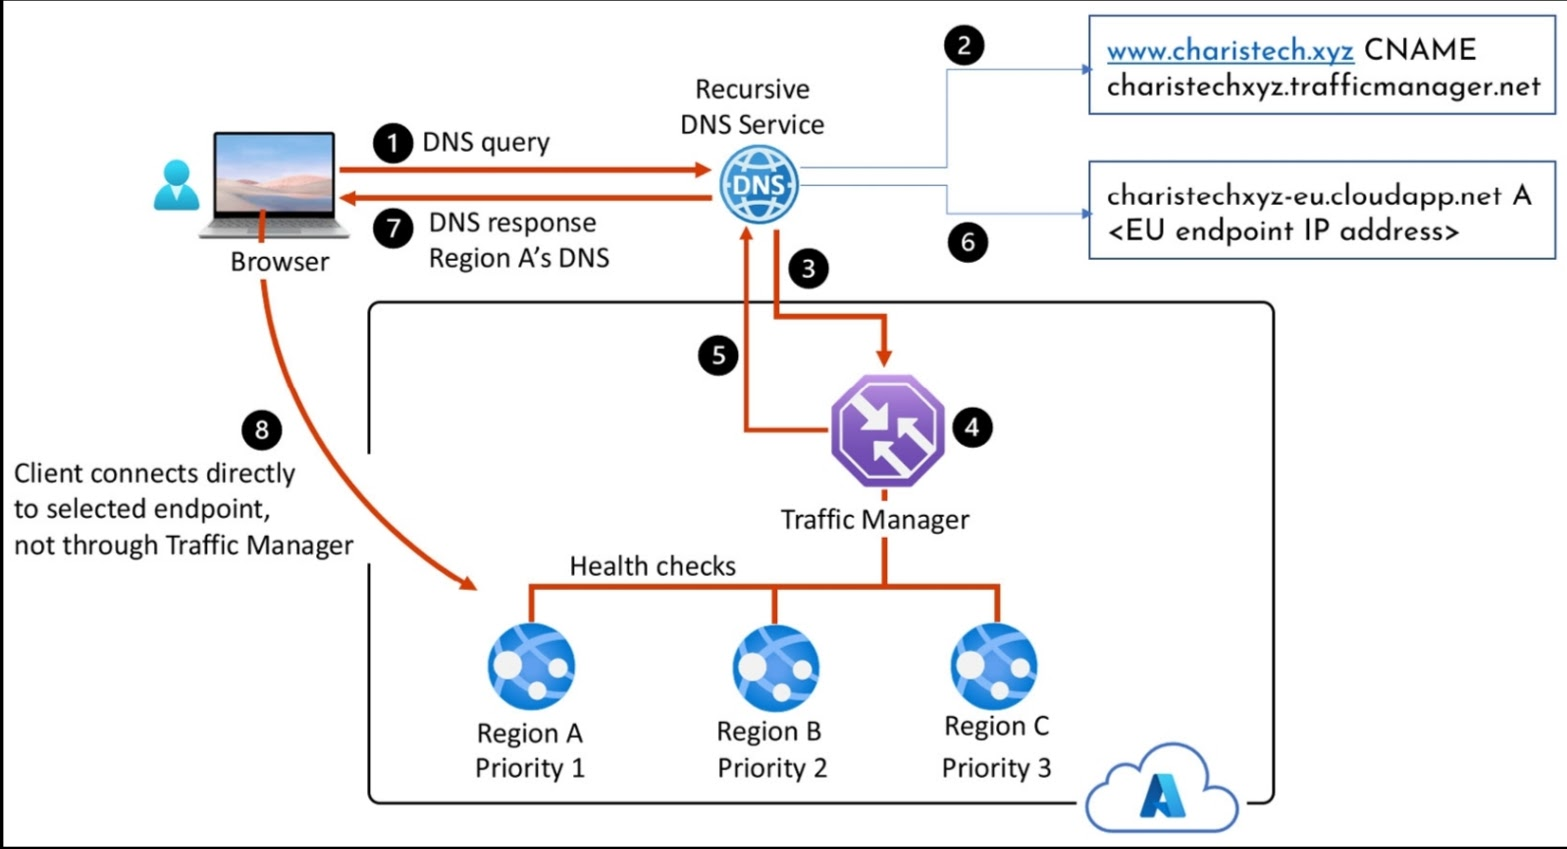 2
www.charistech.xyz CNAME
charistechxyz.trafficmanager.net
Recursive
DNS Service
1 DNS query
DNS
charistechxyz-eu.cloudapp.net A
<EU endpoint IP address>
7 DNS response
Region A's DNS
6
Browser
3
5
4
8
Client connects directly
to selected endpoint,
not through Traffic Manager
Traffic Manager
Health checks
Region A
Priority 1
Region B
Priority 2
Region C
Priority 3